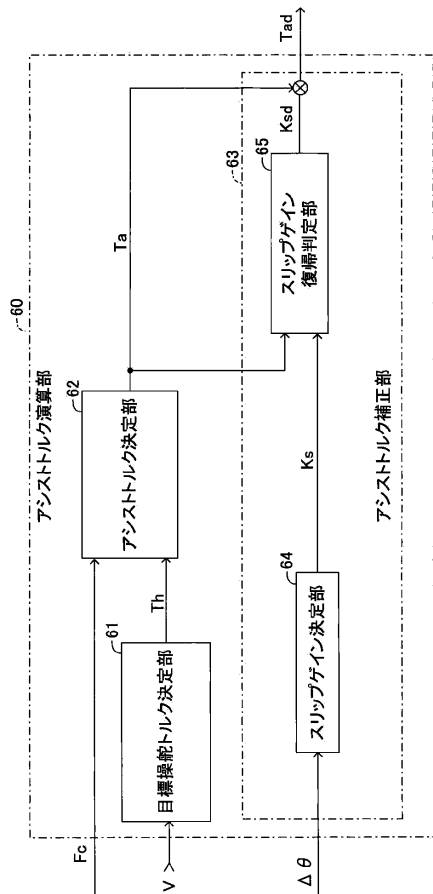 60
アシストトルク演算部
Fc
V
61
目標操舵トルク決定部
Th
62
アシストトルク決定部
Ta
Tad
63
Δθ
64
スリップゲイン決定部
Ks
65
スリップゲイン
復帰判定部
Ksd
アシストトルク補正部